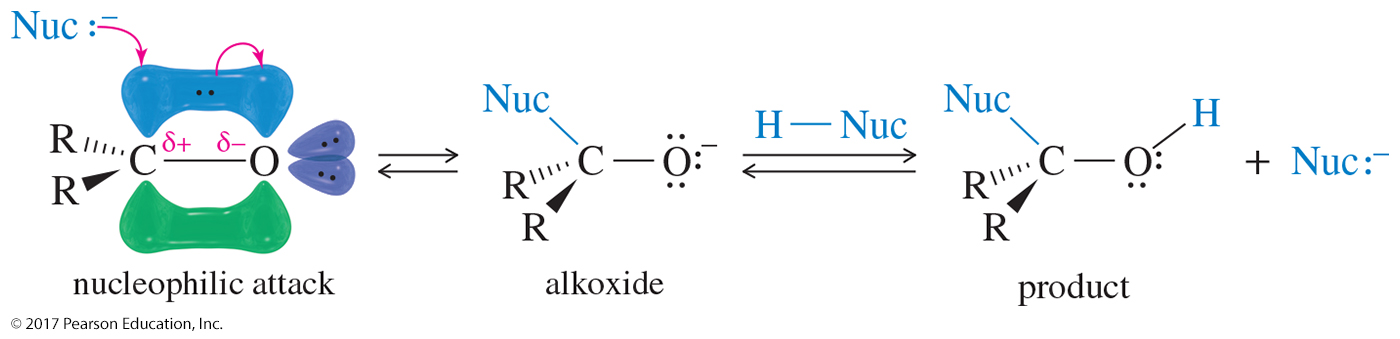 Nuc:⁻
R
R
C
δ+
δ−
O
nucleophilic attack
Nuc
C—O:⁻
R
R
alkoxide
H—Nuc
Nuc
H
C—O:
R
R
product
+ Nuc:⁻
© 2017 Pearson Education, Inc.